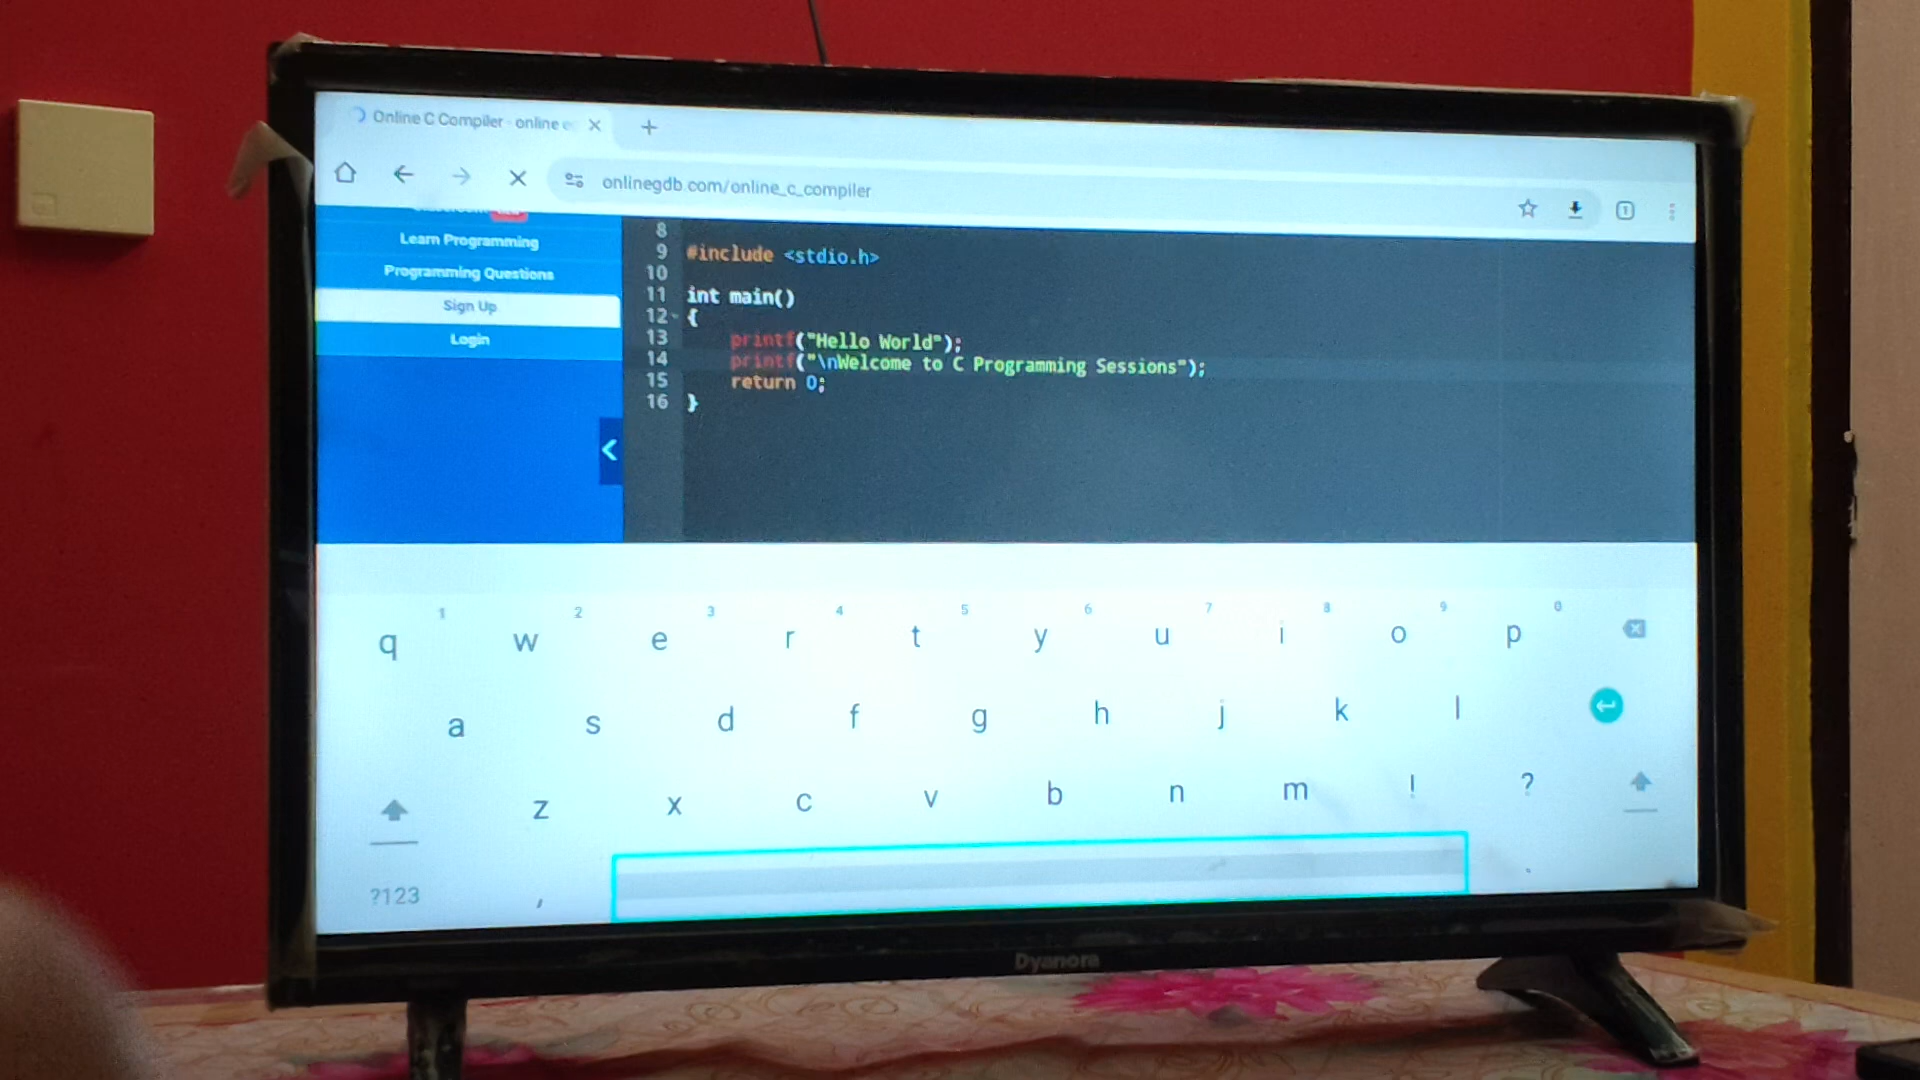 Online C Compiler - online e
onlinegdb.com/online_c_compiler
1
Learn Programming
Programming Questions
Sign Up
Login
8
9 #include <stdio.h>
10
11 int main()
12 {
13 printf("Hello World");
14 printf("\nWelcome to C Programming Sessions");
15 return 0;
16 }
1 2 3 4 5 6 7 8 9 0
q w e r t y u i o p
a s d f g h j k l
z x c v b n m ! ?
?123 , .
Dyanora